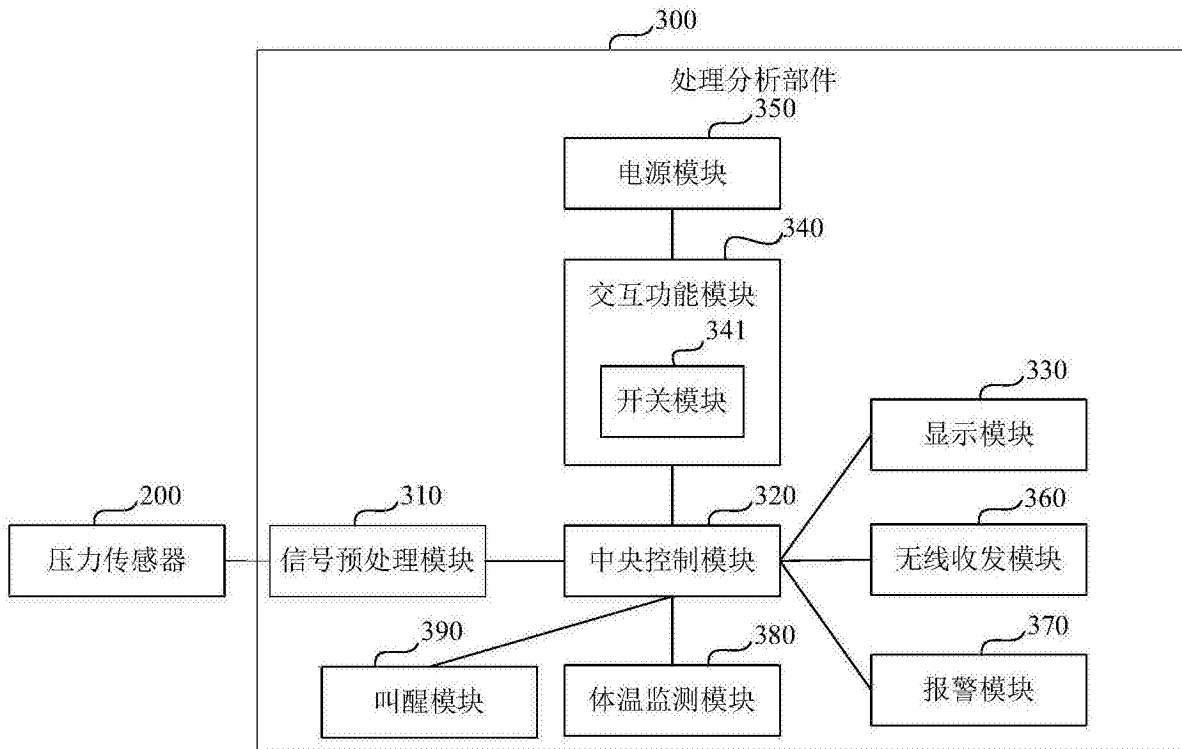 300
处理分析部件
350
电源模块
340
交互功能模块
341
开关模块
330
显示模块
200
压力传感器
310
信号预处理模块
320
中央控制模块
360
无线收发模块
390
叫醒模块
380
体温监测模块
370
报警模块